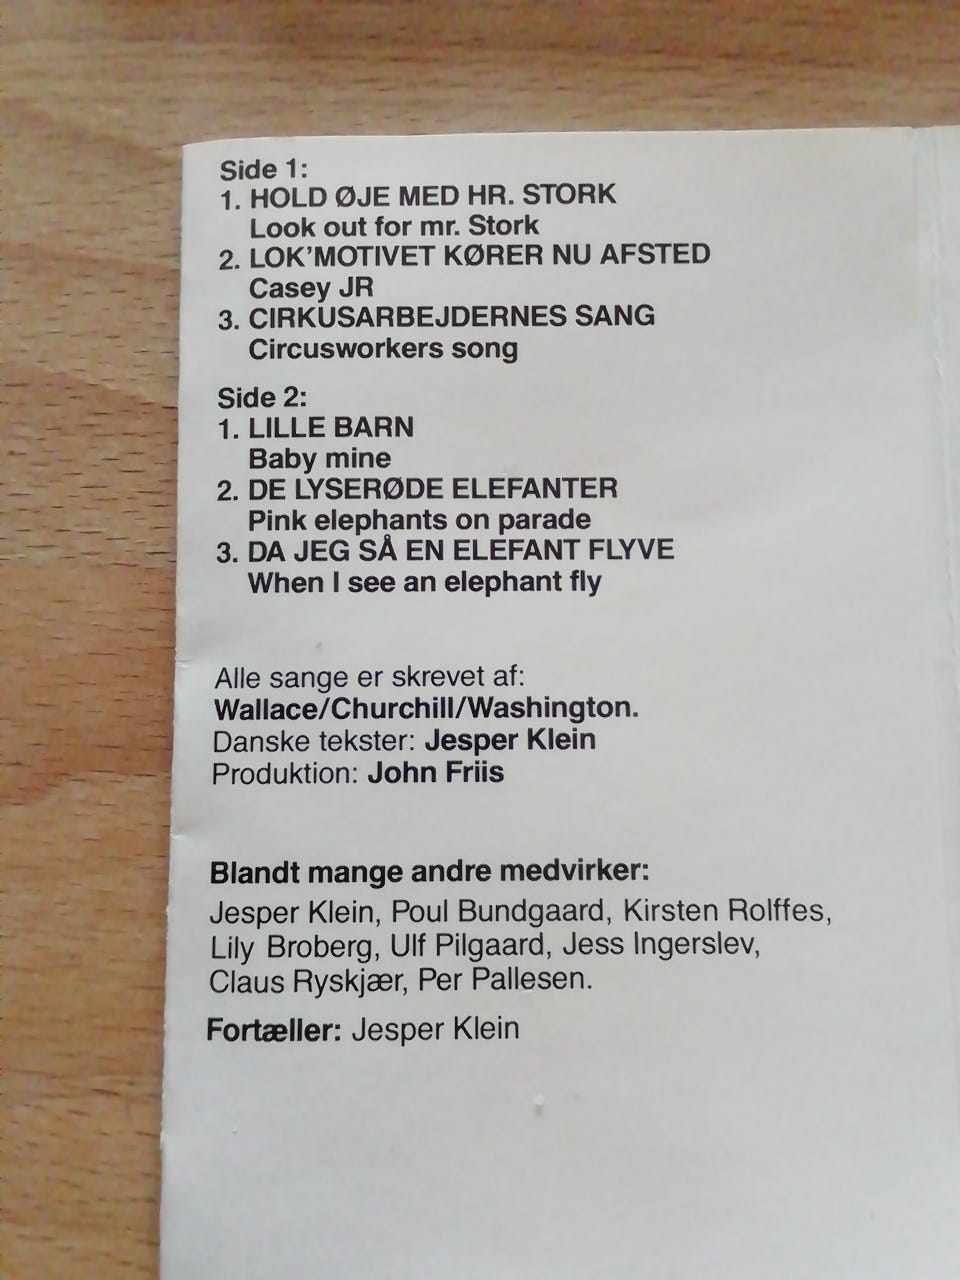 Side 1:
1. HOLD ØJE MED HR. STORK
Look out for mr. Stork
2. LOK’MOTIVET KØRER NU AFSTED
Casey JR
3. CIRKUSARBEJDERNES SANG
Circusworkers song
Side 2:
1. LILLE BARN
Baby mine
2. DE LYSERØDE ELEFANTER
Pink elephants on parade
3. DA JEG SÅ EN ELEFANT FLYVE
When I see an elephant fly
Alle sange er skrevet af:
Wallace/Churchill/Washington.
Danske tekster: Jesper Klein
Produktion: John Friis
Blandt mange andre medvirker:
Jesper Klein, Poul Bundgaard, Kirsten Rolffes,
Lily Broberg, Ulf Pilgaard, Jess Ingerslev,
Claus Ryskjær, Per Pallesen.
Fortæller: Jesper Klein